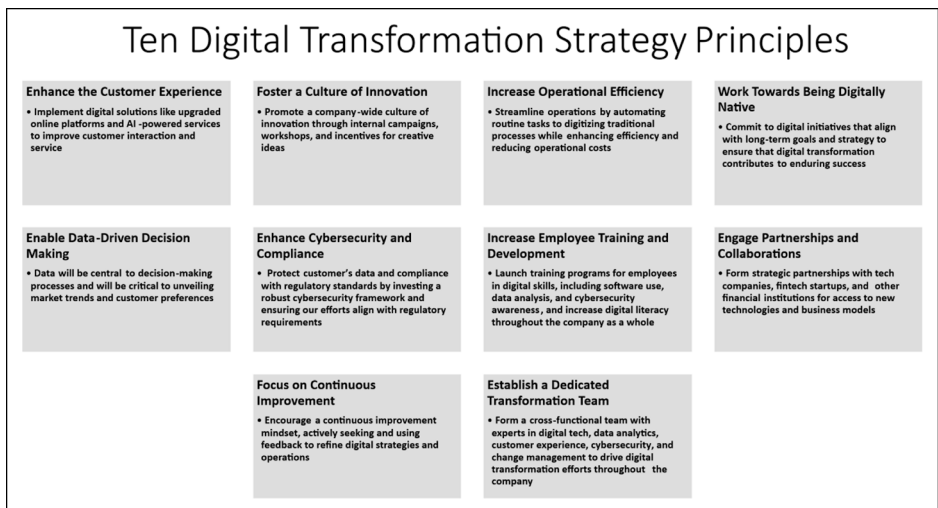 Ten Digital Transformation Strategy Principles
Enhance the Customer Experience
• Implement digital solutions like upgraded
online platforms and AI -powered services
to improve customer interaction and
service
Foster a Culture of Innovation
• Promote a company-wide culture of
innovation through internal campaigns,
workshops, and incentives for creative
ideas
Increase Operational Efficiency
• Streamline operations by automating
routine tasks to digitizing traditional
processes while enhancing efficiency and
reducing operational costs
Work Towards Being Digitally
Native
• Commit to digital initiatives that align
with long-term goals and strategy to
ensure that digital transformation
contributes to enduring success
Enable Data-Driven Decision
Making
• Data will be central to decision-making
processes and will be critical to unveiling
market trends and customer preferences
Enhance Cybersecurity and
Compliance
• Protect customer's data and compliance
with regulatory standards by investing a
robust cybersecurity framework and
ensuring our efforts align with regulatory
requirements
Increase Employee Training and
Development
• Launch training programs for employees
in digital skills, including software use,
data analysis, and cybersecurity
awareness, and increase digital literacy
throughout the company as a whole
Engage Partnerships and
Collaborations
• Form strategic partnerships with tech
companies, fintech startups, and other
financial institutions for access to new
technologies and business models
Focus on Continuous
Improvement
• Encourage a continuous improvement
mindset, actively seeking and using
feedback to refine digital strategies and
operations
Establish a Dedicated
Transformation Team
• Form a cross-functional team with
experts in digital tech, data analytics,
customer experience, cybersecurity, and
change management to drive digital
transformation efforts throughout the
company